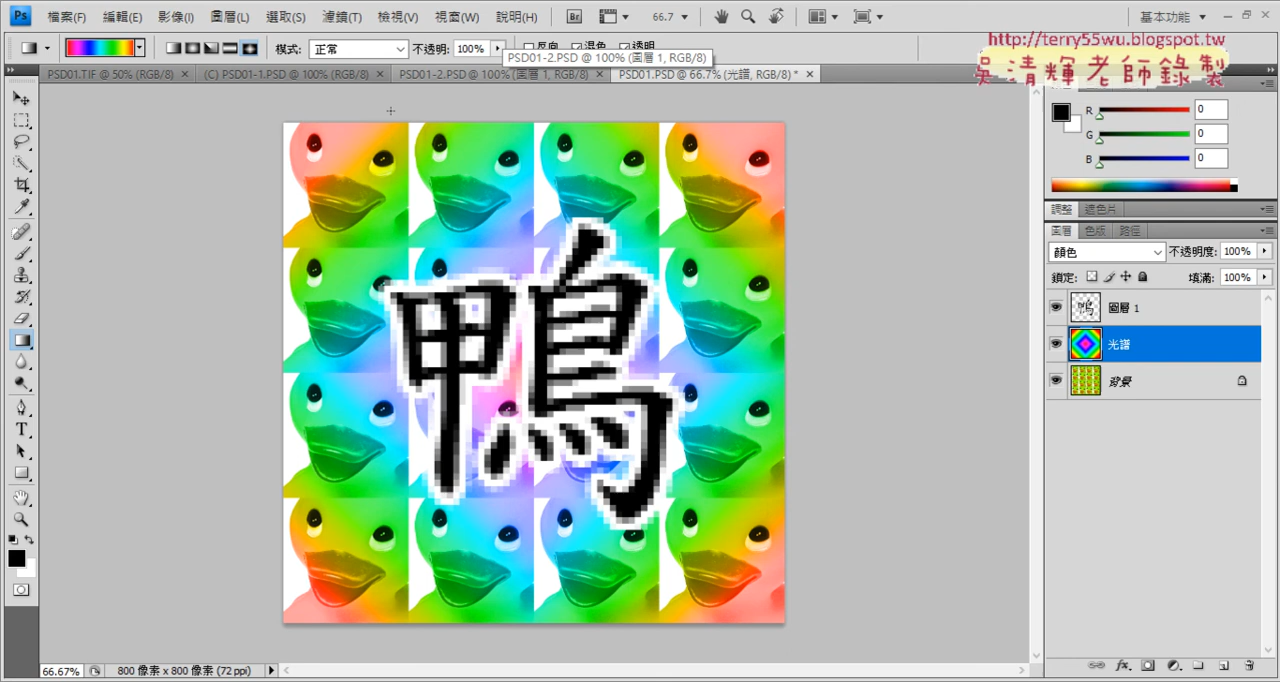 Ps 檔案(F) 編輯(E) 影像(I) 圖層(L) 選取(S) 濾鏡(T) 檢視(V) 視窗(W) 說明(H) Br 66.7 基本功能
http://terry55wu.blogspot.tw
吳清輝老師錄製
模式: 正常 不透明: 100% 反向 混色 透明
PSD01-2.PSD @ 100% (圖層 1, RGB/8)
PSD01.TIF @ 50% (RGB/8) × (C) PSD01-1.PSD @ 100% (RGB/8) × PSD01-2.PSD @ 100% (圖層 1, RGB/8) × PSD01.PSD @ 66.7% (光譜, RGB/8) * ×
R 0
G 0
B 0
調整 遮色片
圖層 色版 路徑
顏色 不透明度: 100%
鎖定: 填滿: 100%
圖層 1
光譜
背景
鴨
T
66.67% 800 像素 x 800 像素 (72 ppi)
fx